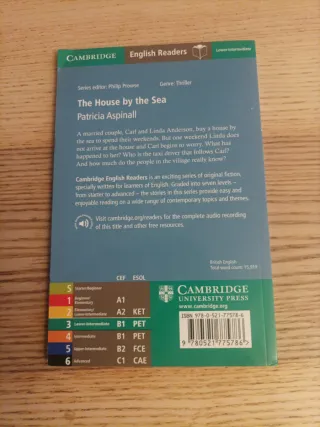 CAMBRIDGE
English Readers
Lower-Intermediate
Series editor: Philip Prowse
Genre: Thriller
The House by the Sea
Patricia Aspinall
A married couple, Carl and Linda Anderson, buy a house by
the sea to spend their weekends. But one weekend Linda does
not arrive at the house and Carl begins to worry. What has
happened to her? Who is the taxi driver that follows Carl?
And how much do the people in the village really know?
Cambridge English Readers is an exciting series of original fiction,
specially written for learners of English. Graded into seven levels –
from starter to advanced – the stories in this series provide easy and
enjoyable reading on a wide range of contemporary topics and themes.
Visit cambridge.org/readers for the complete audio recording
of this title and other free resources.
British English
CEF ESOL
S Starter/Beginner
1 Beginner/Elementary A1
2 Elementary/Lower-Intermediate A2 KET
3 Lower-Intermediate B1 PET
4 Intermediate B1 PET
5 Upper-Intermediate B2 FCE
6 Advanced C1 CAE
CAMBRIDGE
UNIVERSITY PRESS
www.cambridge.org
ISBN 978-0-521-77578-6
9 780521 775786